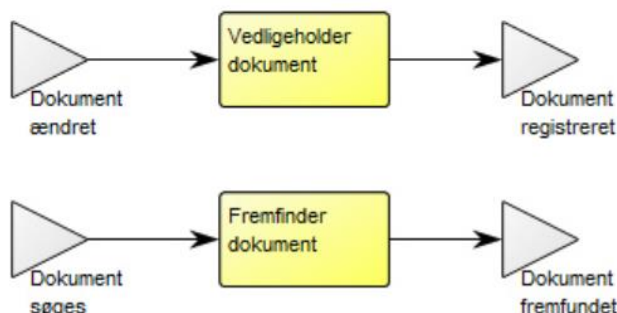 Vedligeholder
dokument
Dokument
ændret
Dokument
registreret
Fremfinder
dokument
Dokument
søges
Dokument
fremfundet